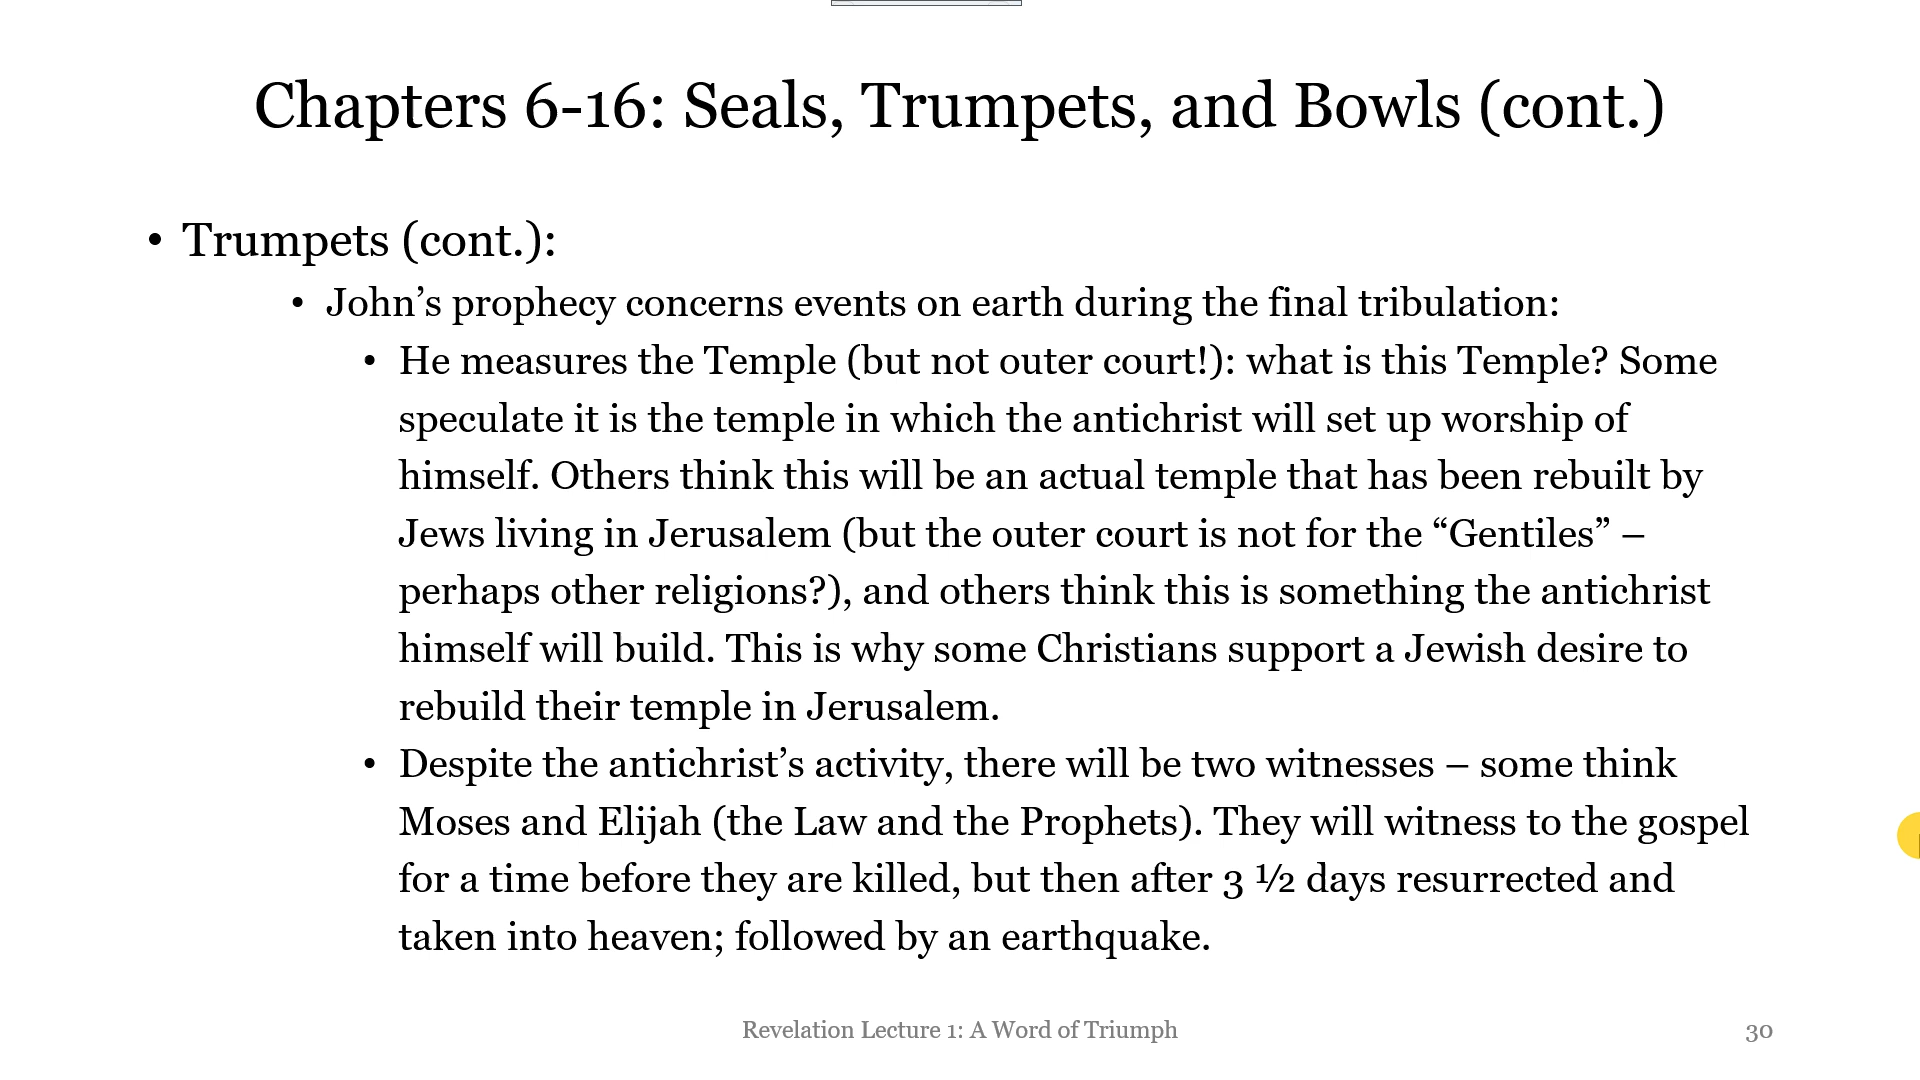 Chapters 6-16: Seals, Trumpets, and Bowls (cont.)
• Trumpets (cont.):
• John’s prophecy concerns events on earth during the final tribulation:
• He measures the Temple (but not outer court!): what is this Temple? Some
speculate it is the temple in which the antichrist will set up worship of
himself. Others think this will be an actual temple that has been rebuilt by
Jews living in Jerusalem (but the outer court is not for the “Gentiles” –
perhaps other religions?), and others think this is something the antichrist
himself will build. This is why some Christians support a Jewish desire to
rebuild their temple in Jerusalem.
• Despite the antichrist’s activity, there will be two witnesses – some think
Moses and Elijah (the Law and the Prophets). They will witness to the gospel
for a time before they are killed, but then after 3 ½ days resurrected and
taken into heaven; followed by an earthquake.
Revelation Lecture 1: A Word of Triumph
30